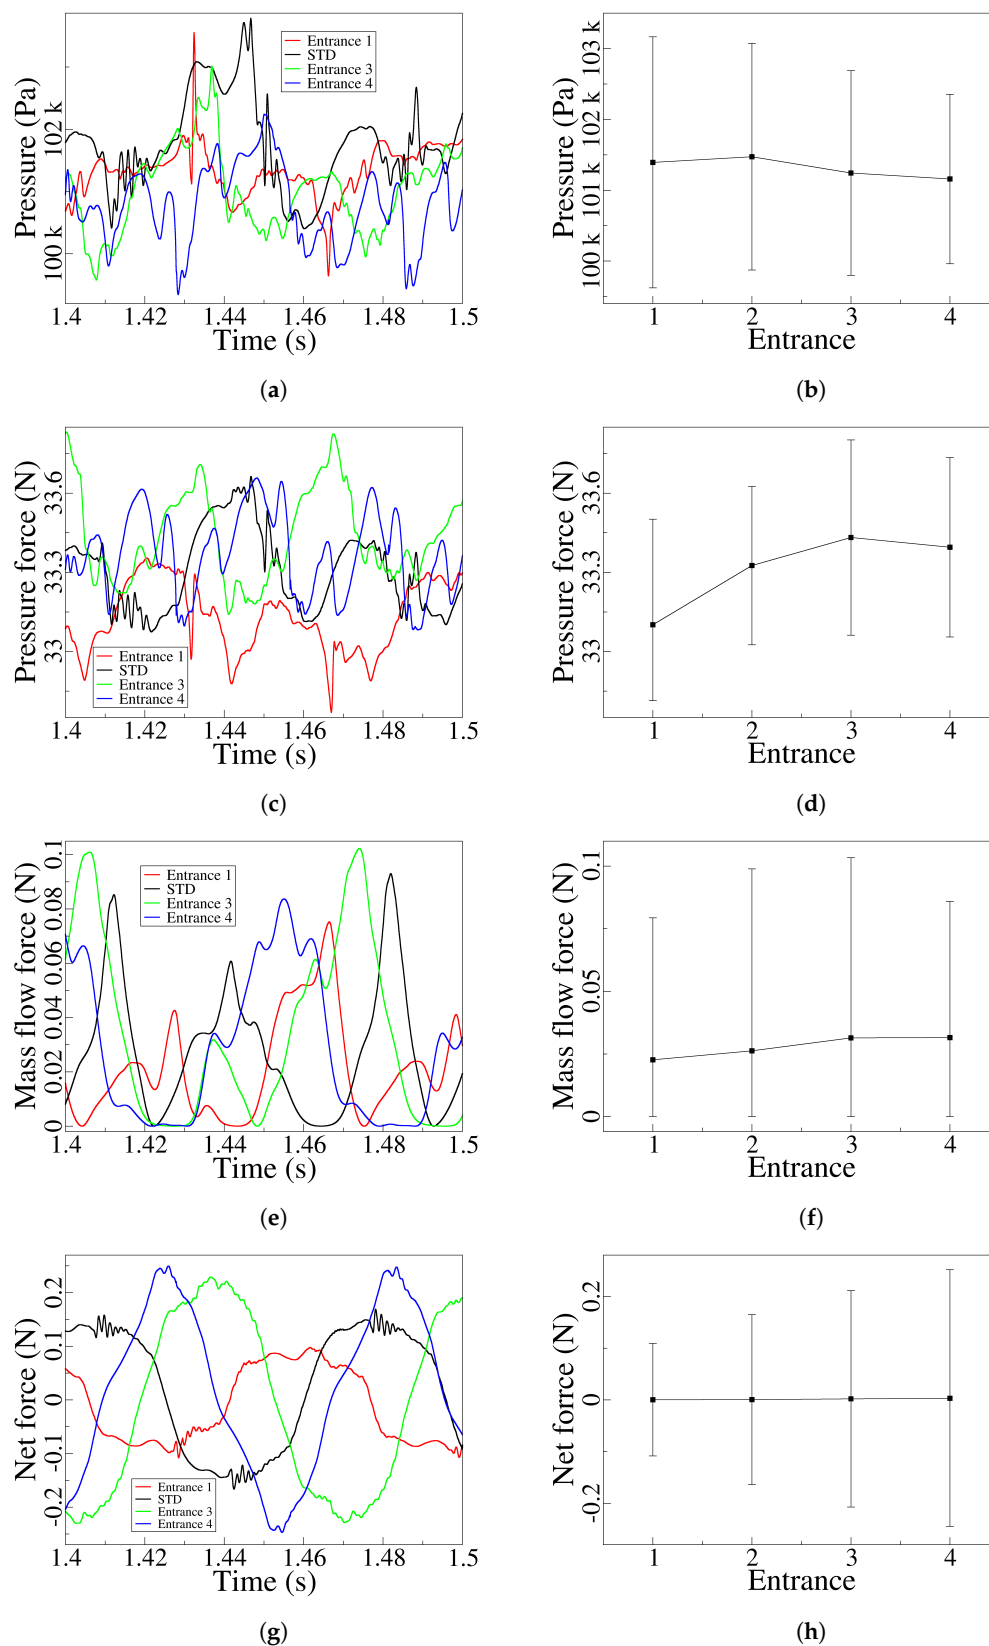 Pressure (Pa)
102 k
100 k
Entrance 1
STD
Entrance 3
Entrance 4
1.4 1.42 1.44 1.46 1.48 1.5
Time (s)
(a)
Pressure (Pa)
103 k
102 k
101 k
100 k
1 2 3 4
Entrance
(b)
Pressure force (N)
33.6
33.3
33
Entrance 1
STD
Entrance 3
Entrance 4
1.4 1.42 1.44 1.46 1.48 1.5
Time (s)
(c)
Pressure force (N)
33.6
33.3
33
1 2 3 4
Entrance
(d)
Mass flow force (N)
0.1
0.08
0.06
0.04
0.02
0
Entrance 1
STD
Entrance 3
Entrance 4
1.4 1.42 1.44 1.46 1.48 1.5
Time (s)
(e)
Mass flow force (N)
0.1
0.05
0
1 2 3 4
Entrance
(f)
Net force (N)
0.2
0.1
0
-0.1
-0.2
Entrance 1
STD
Entrance 3
Entrance 4
1.4 1.42 1.44 1.46 1.48 1.5
Time (s)
(g)
Net forrce (N)
0.2
0
-0.2
1 2 3 4
Entrance
(h)